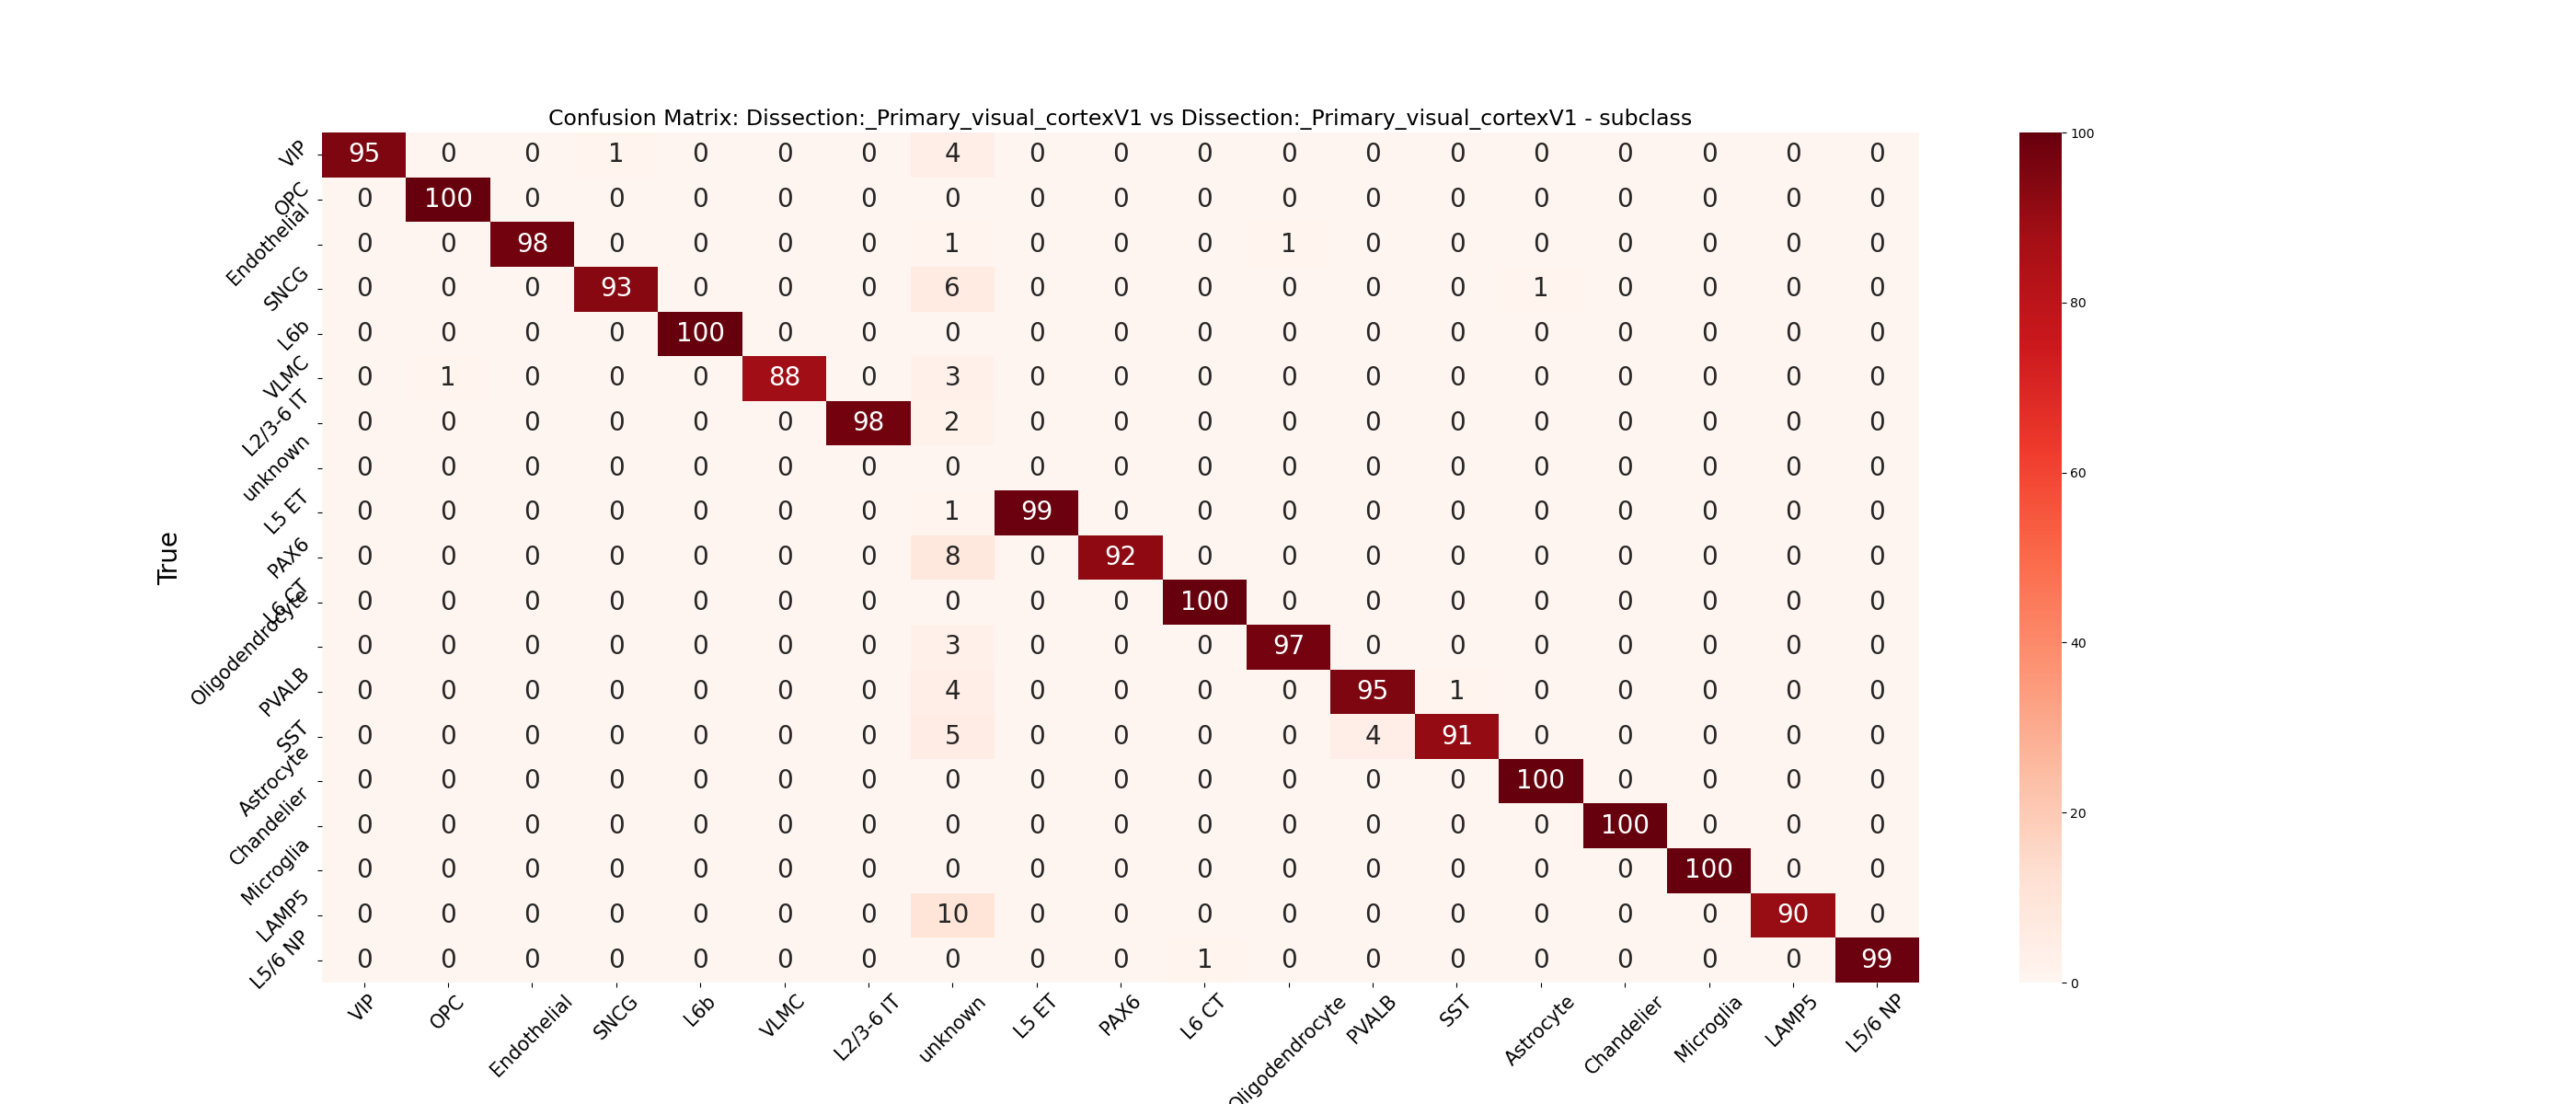 Confusion Matrix: Dissection:_Primary_visual_cortexV1 vs Dissection:_Primary_visual_cortexV1 - subclass
True
VIP 95 0 0 1 0 0 0 4 0 0 0 0 0 0 0 0 0 0 0
OPC 0 100 0 0 0 0 0 0 0 0 0 0 0 0 0 0 0 0 0
Endothelial 0 0 98 0 0 0 0 1 0 0 0 1 0 0 0 0 0 0 0
SNCG 0 0 0 93 0 0 0 6 0 0 0 0 0 0 1 0 0 0 0
L6b 0 0 0 0 100 0 0 0 0 0 0 0 0 0 0 0 0 0 0
VLMC 0 1 0 0 0 88 0 3 0 0 0 0 0 0 0 0 0 0 0
L2/3-6 IT 0 0 0 0 0 0 98 2 0 0 0 0 0 0 0 0 0 0 0
unknown 0 0 0 0 0 0 0 0 0 0 0 0 0 0 0 0 0 0 0
L5 ET 0 0 0 0 0 0 0 1 99 0 0 0 0 0 0 0 0 0 0
PAX6 0 0 0 0 0 0 0 8 0 92 0 0 0 0 0 0 0 0 0
L6 CT 0 0 0 0 0 0 0 0 0 0 100 0 0 0 0 0 0 0 0
Oligodendrocyte 0 0 0 0 0 0 0 3 0 0 0 97 0 0 0 0 0 0 0
PVALB 0 0 0 0 0 0 0 4 0 0 0 0 95 1 0 0 0 0 0
SST 0 0 0 0 0 0 0 5 0 0 0 0 4 91 0 0 0 0 0
Astrocyte 0 0 0 0 0 0 0 0 0 0 0 0 0 0 100 0 0 0 0
Chandelier 0 0 0 0 0 0 0 0 0 0 0 0 0 0 0 100 0 0 0
Microglia 0 0 0 0 0 0 0 0 0 0 0 0 0 0 0 0 100 0 0
LAMP5 0 0 0 0 0 0 0 10 0 0 0 0 0 0 0 0 0 90 0
L5/6 NP 0 0 0 0 0 0 0 0 0 0 1 0 0 0 0 0 0 0 99
VIP OPC Endothelial SNCG L6b VLMC L2/3-6 IT unknown L5 ET PAX6 L6 CT Oligodendrocyte PVALB SST Astrocyte Chandelier Microglia LAMP5 L5/6 NP
100
80
60
40
20
0